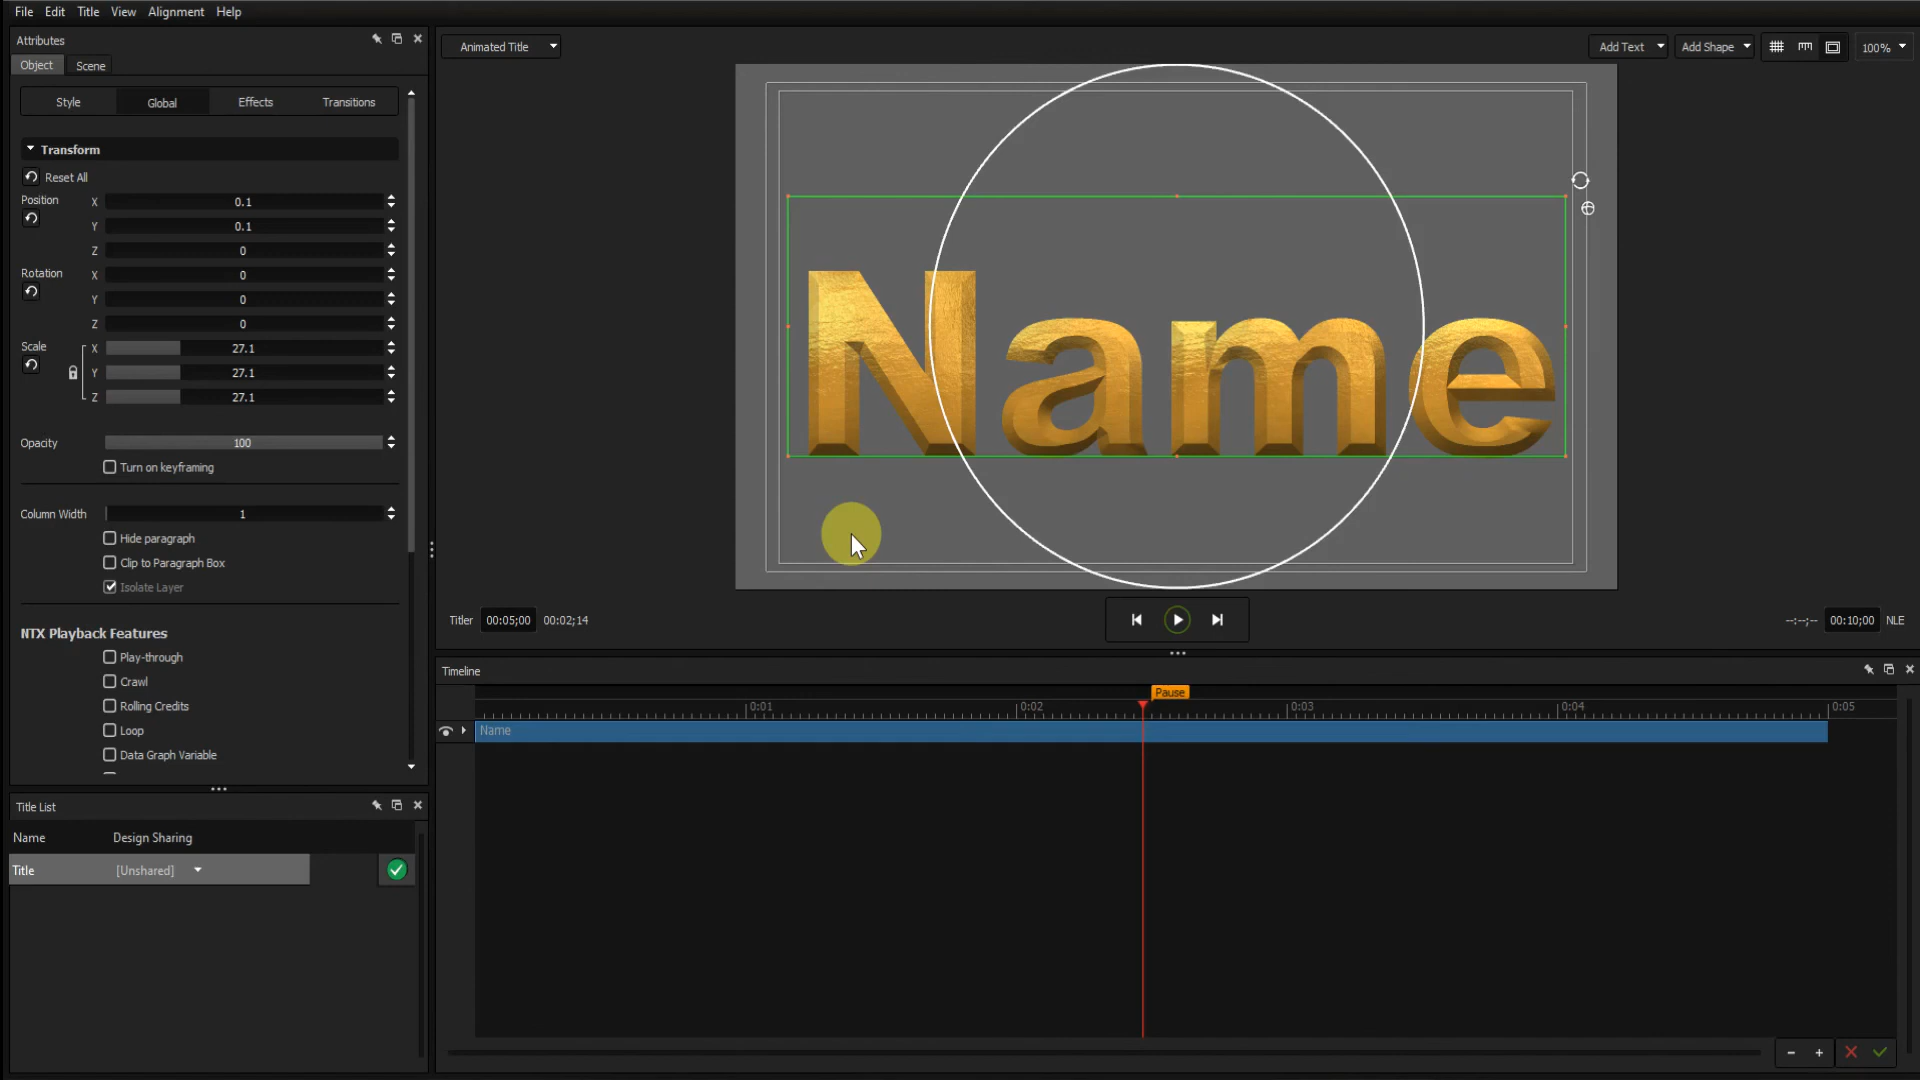 File Edit Title View Alignment Help
Attributes
Object Scene
Style Global Effects Transitions
Transform
Reset All
Position X 0.1
Y 0.1
Z 0
Rotation X 0
Y 0
Z 0
Scale X 27.1
Y 27.1
Z 27.1
Opacity 100
Turn on keyframing
Column Width 1
Hide paragraph
Clip to Paragraph Box
Isolate Layer
NTX Playback Features
Play-through
Crawl
Rolling Credits
Loop
Data Graph Variable
Title List
Name Design Sharing
Title [Unshared]
Animated Title Add Text Add Shape 100%
Name
Titler 00:05;00 00:02;14 --:--;-- 00:10;00 NLE
Timeline
Pause
0:01 0:02 0:03 0:04 0:05
Name